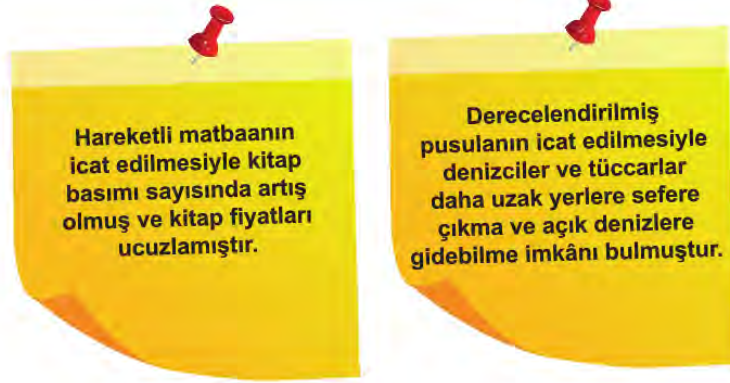 Hareketli matbaanın
icat edilmesiyle kitap
basımı sayısında artış
olmuş ve kitap fiyatları
ucuzlamıştır.
Derecelendirilmiş
pusulanın icat edilmesiyle
denizciler ve tüccarlar
daha uzak yerlere sefere
çıkma ve açık denizlere
gidebilme imkânı bulmuştur.